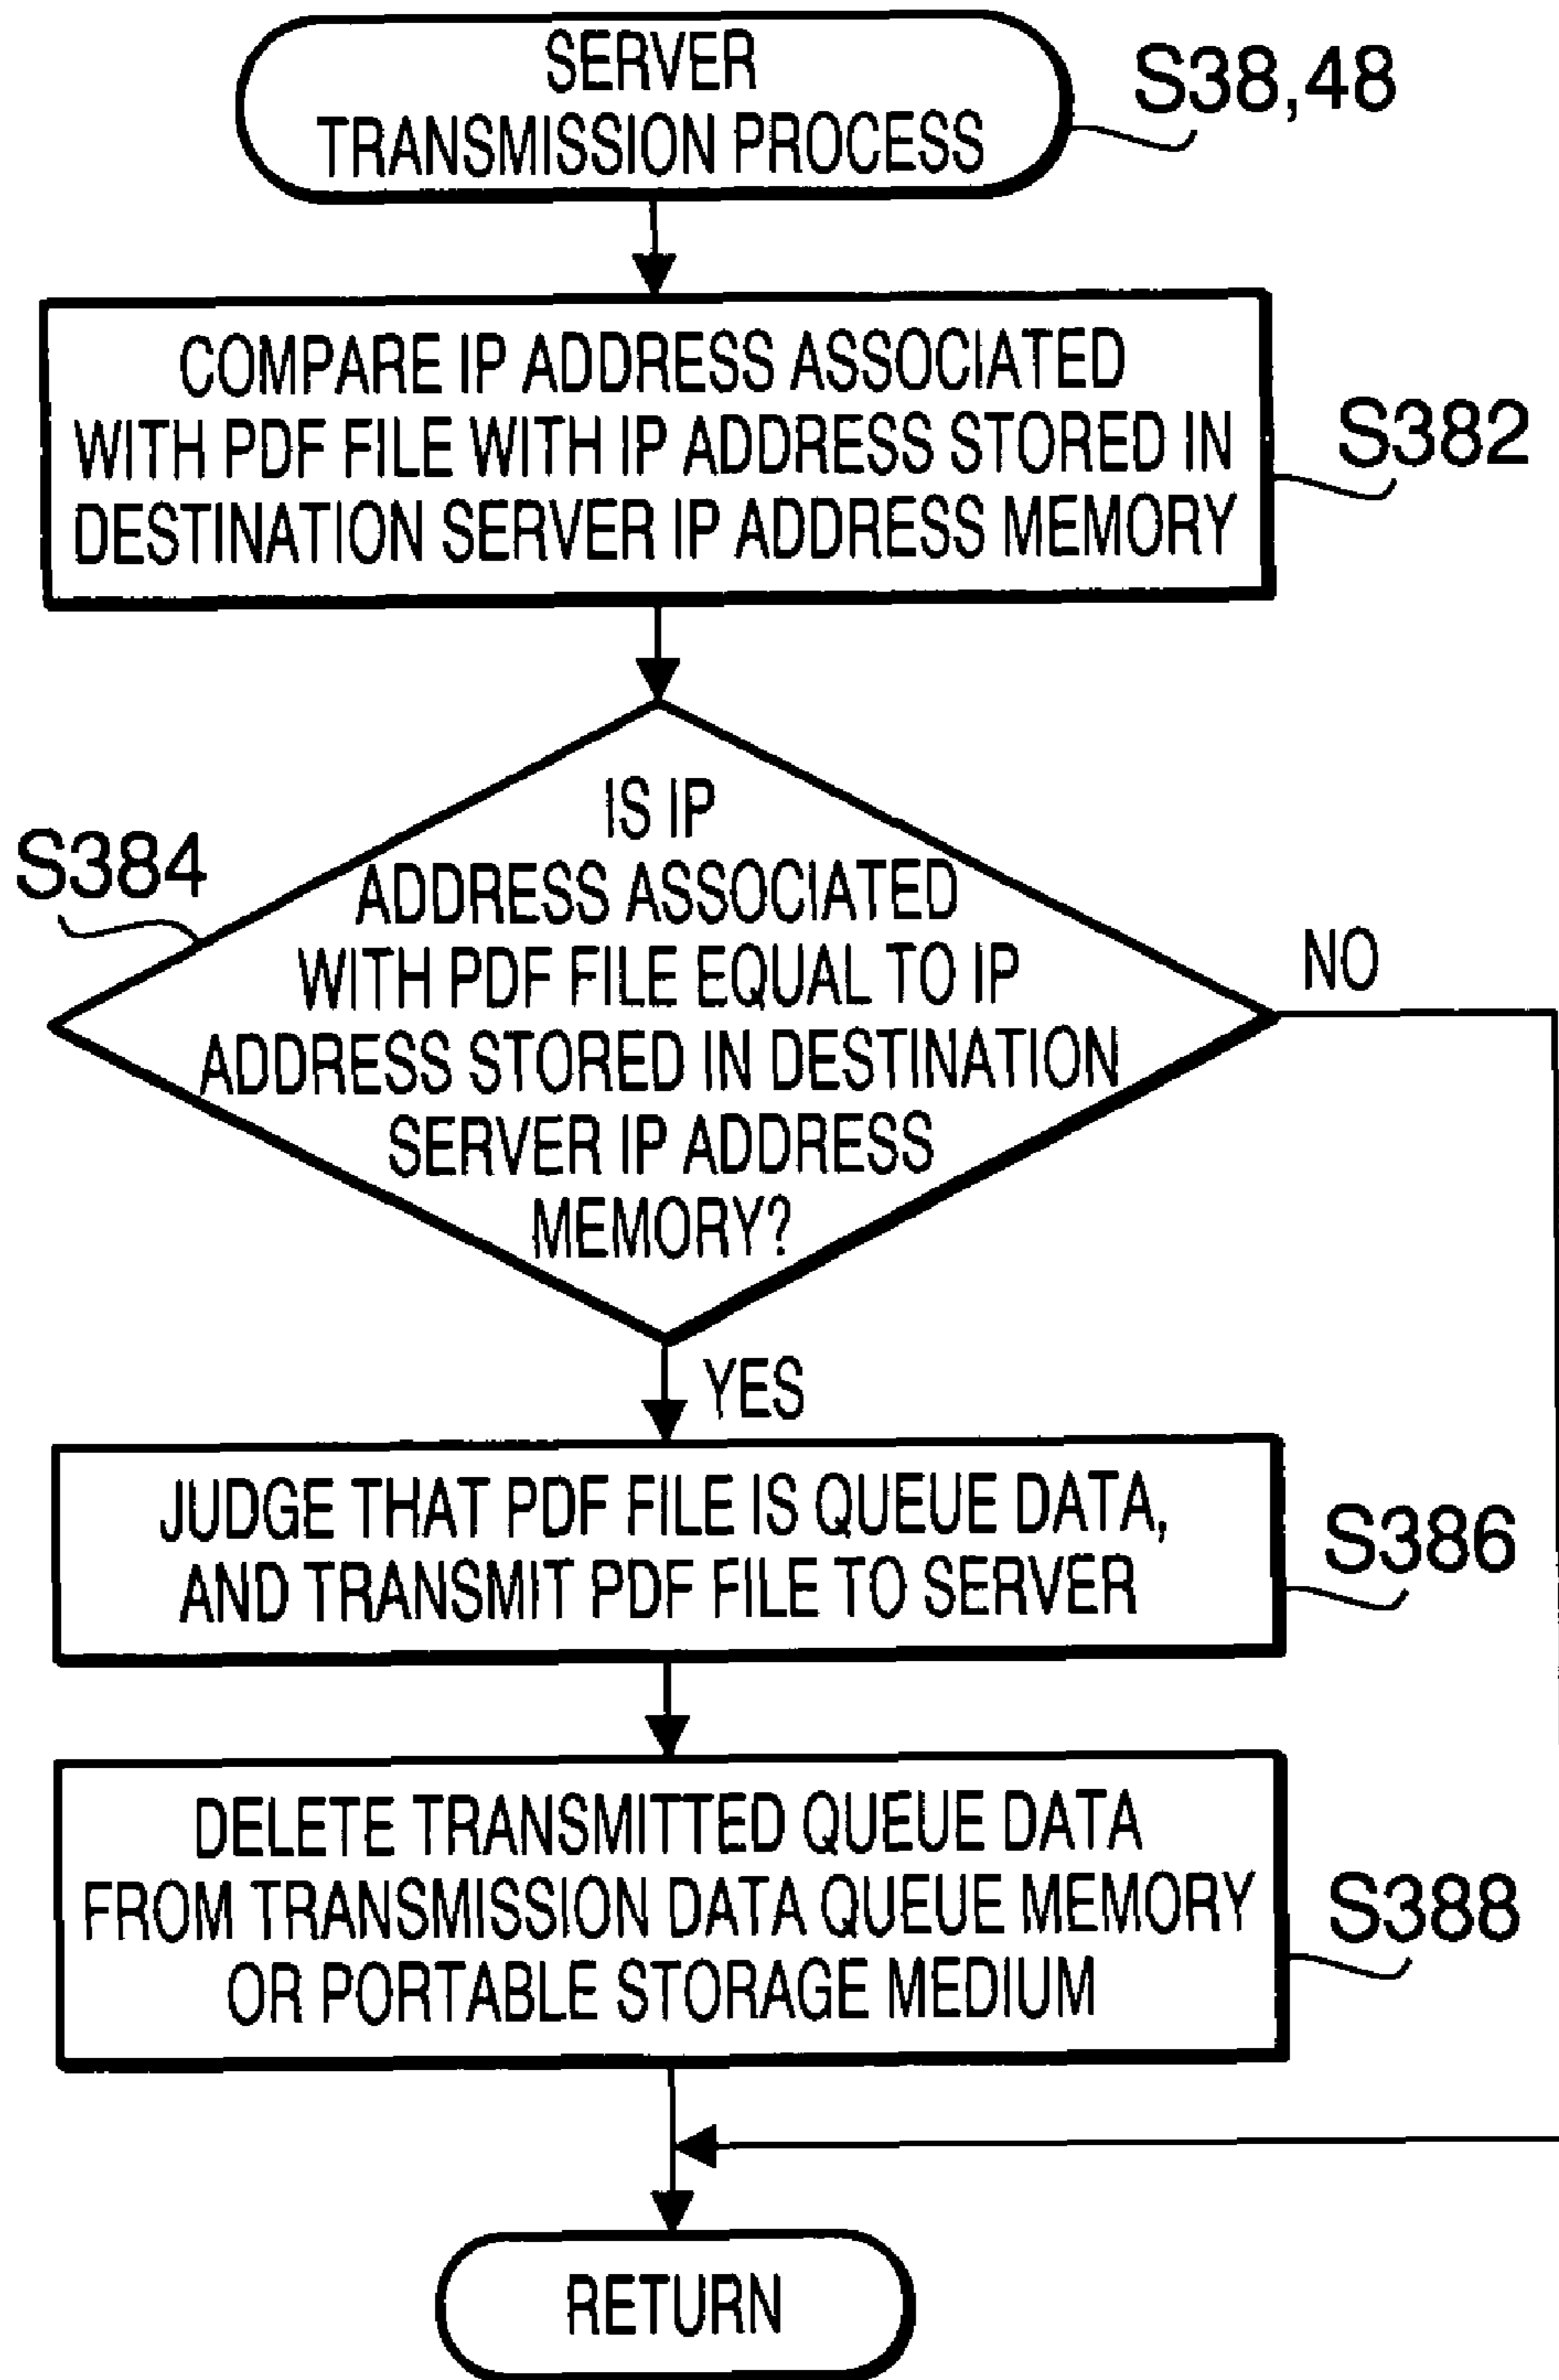 SERVER
TRANSMISSION PROCESS
S38,48
COMPARE IP ADDRESS ASSOCIATED
WITH PDF FILE WITH IP ADDRESS STORED IN
DESTINATION SERVER IP ADDRESS MEMORY
S382
S384
IS IP
ADDRESS ASSOCIATED
WITH PDF FILE EQUAL TO IP
ADDRESS STORED IN DESTINATION
SERVER IP ADDRESS
MEMORY?
NO
YES
JUDGE THAT PDF FILE IS QUEUE DATA,
AND TRANSMIT PDF FILE TO SERVER
S386
DELETE TRANSMITTED QUEUE DATA
FROM TRANSMISSION DATA QUEUE MEMORY
OR PORTABLE STORAGE MEDIUM
S388
RETURN